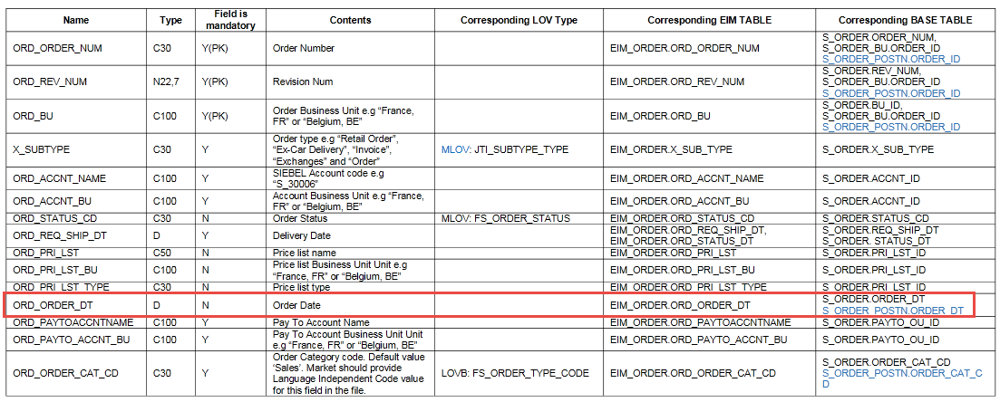 Name Type Field is mandatory Contents Corresponding LOV Type Corresponding EIM TABLE Corresponding BASE TABLE
ORD_ORDER_NUM C30 Y(PK) Order Number EIM_ORDER.ORD_ORDER_NUM S_ORDER.ORDER_NUM,
S_ORDER_BU.ORDER_ID
S_ORDER_POSTN.ORDER_ID
ORD_REV_NUM N22,7 Y(PK) Revision Num EIM_ORDER.ORD_REV_NUM S_ORDER.REV_NUM,
S_ORDER_BU.ORDER_ID
S_ORDER_POSTN.ORDER_ID
ORD_BU C100 Y(PK) Order Business Unit e.g “France, FR” or “Belgium, BE” EIM_ORDER.ORD_BU S_ORDER.BU_ID,
S_ORDER_BU.ORDER_ID
S_ORDER_POSTN.ORDER_ID
X_SUBTYPE C30 Y Order type e.g “Retail Order”,
“Ex-Car Delivery”, “Invoice”,
“Exchanges” and “Order” MLOV: JTI_SUBTYPE_TYPE EIM_ORDER.X_SUB_TYPE S_ORDER.X_SUB_TYPE
ORD_ACCNT_NAME C100 Y SIEBEL Account code e.g
“S_30006” EIM_ORDER.ORD_ACCNT_NAME S_ORDER.ACCNT_ID
ORD_ACCNT_BU C100 Y Account Business Unit e.g “France,
FR” or “Belgium, BE” EIM_ORDER.ORD_ACCNT_BU S_ORDER.ACCNT_ID
ORD_STATUS_CD C30 N Order Status MLOV: FS_ORDER_STATUS EIM_ORDER.ORD_STATUS_CD S_ORDER.STATUS_CD
ORD_REQ_SHIP_DT D Y Delivery Date EIM_ORDER.ORD_REQ_SHIP_DT, S_ORDER.REQ_SHIP_DT
EIM_ORDER.ORD_STATUS_DT S_ORDER. STATUS_DT
ORD_PRI_LST C50 N Price list name EIM_ORDER.ORD_PRI_LST S_ORDER.PRI_LST_ID
ORD_PRI_LST_BU C100 N Price list Business Unit Unit e.g
“France, FR” or “Belgium, BE” EIM_ORDER.ORD_PRI_LST_BU S_ORDER.PRI_LST_ID
ORD_PRI_LST_TYPE C30 N Price list type EIM_ORDER.ORD_PRI_LST_TYPE S_ORDER.PRI_LST_ID
ORD_ORDER_DT D N Order Date EIM_ORDER.ORD_ORDER_DT S_ORDER.ORDER_DT
S_ORDER_POSTN.ORDER_DT
ORD_PAYTOACCNTNAME C100 Y Pay To Account Name EIM_ORDER.ORD_PAYTOACCNTNAME S_ORDER.PAYTO_OU_ID
ORD_PAYTO_ACCNT_BU C100 Y Pay To Account Business Unit Unit
e.g “France, FR” or “Belgium, BE” EIM_ORDER.ORD_PAYTO_ACCNT_BU S_ORDER.PAYTO_OU_ID
ORD_ORDER_CAT_CD C30 Y Order Category code. Default value
‘Sales’. Market should provide
Language Independent Code value
for this field in the file. LOVB: FS_ORDER_TYPE_CODE EIM_ORDER.ORD_ORDER_CAT_CD S_ORDER.ORDER_CAT_CD
S_ORDER_POSTN.ORDER_CAT_C
D